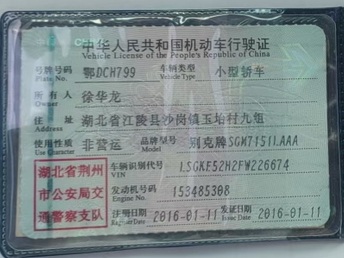 中华人民共和国机动车行驶证
Vehicle License of the People's Republic of China
号牌号码 鄂DCH799 车辆类型 小型轿车
Plate No. Vehicle Type
所有人 徐华龙
Owner
住址 湖北省江陵县沙岗镇玉坮村九组
Address
使用性质 非营运 品牌型号 别克牌SGW7151LAAA
Use Character Model
湖北省荆州 车辆识别代号 LSGKF52H2FW226674
VIN
市公安局交 发动机号码 153485308
Engine No.
通警察支队 注册日期 2016-01-11 发证日期 2016-01-11
Register Date Issue Date